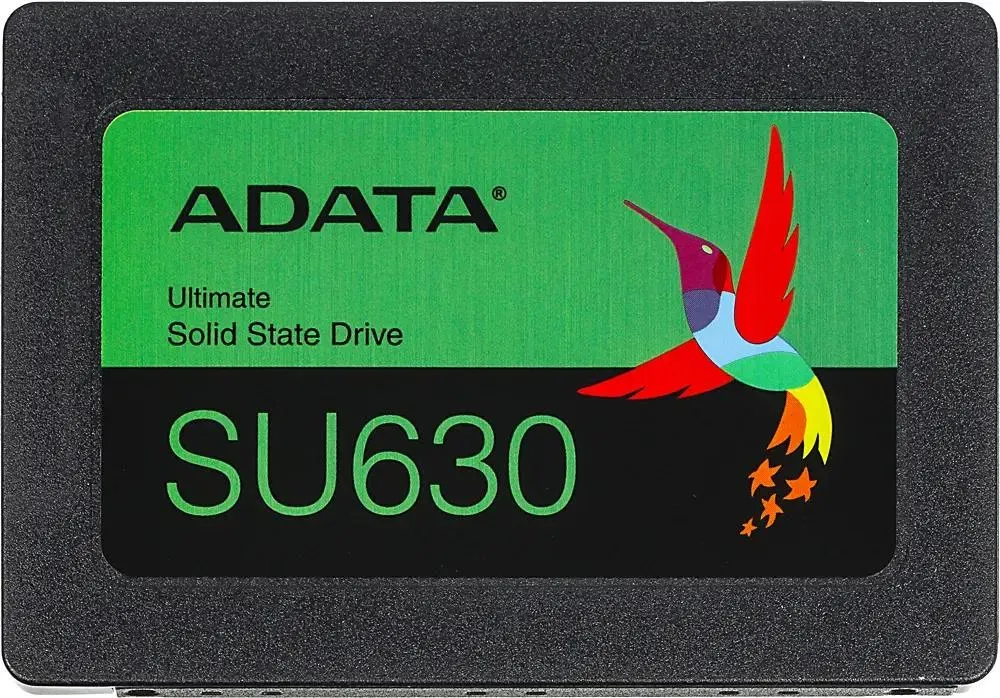 ADATA®
Ultimate
Solid State Drive
SU630